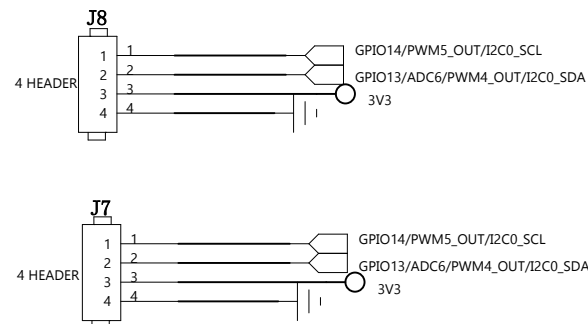 J8
1 1 GPIO14/PWM5_OUT/I2C0_SCL
2 2 GPIO13/ADC6/PWM4_OUT/I2C0_SDA
4 HEADER
3 3 3V3
4 4
J7
1 1 GPIO14/PWM5_OUT/I2C0_SCL
2 2 GPIO13/ADC6/PWM4_OUT/I2C0_SDA
4 HEADER
3 3 3V3
4 4